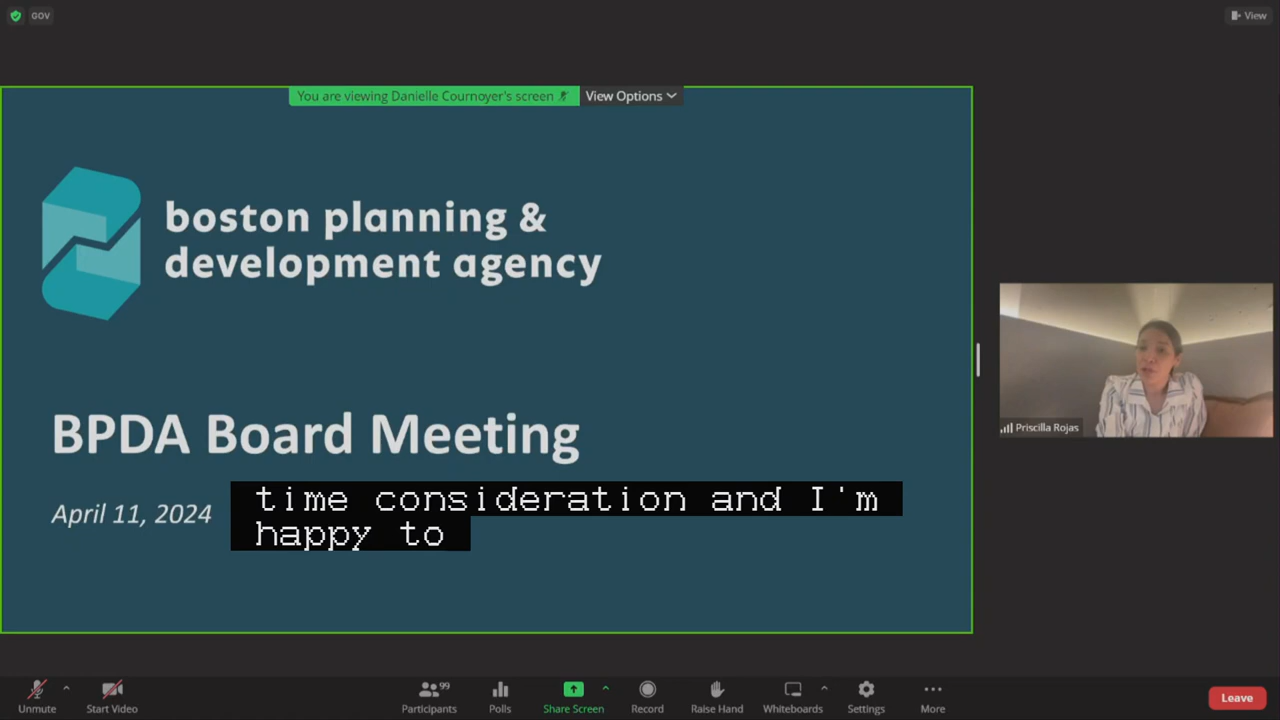 GOV
View
You are viewing Danielle Cournoyer's screen
View Options
boston planning &
development agency
BPDA Board Meeting
April 11, 2024
time consideration and I'm
happy to
Priscilla Rojas
Unmute
Start Video
99
Participants
Polls
Share Screen
Record
Raise Hand
Whiteboards
Settings
More
Leave